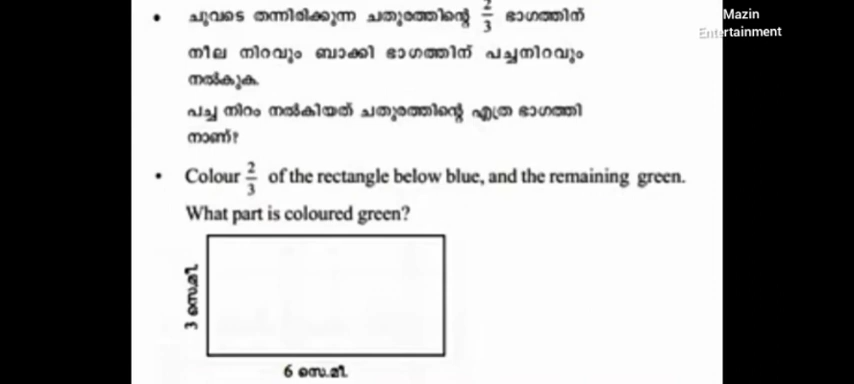 • ചുവടെ തന്നിരിക്കുന്ന ചതുരത്തിന്റെ 2/3 ഭാഗത്തിന്
നീല നിറവും ബാക്കി ഭാഗത്തിന് പച്ചനിറവും
നൽകുക.
പച്ച നിറം നൽകിയത് ചതുരത്തിന്റെ എത്ര ഭാഗത്തി
നാണ്?
• Colour 2/3 of the rectangle below blue, and the remaining green.
What part is coloured green?
3 സെ.മീ.
6 സെ.മീ.
Mazin
Entertainment